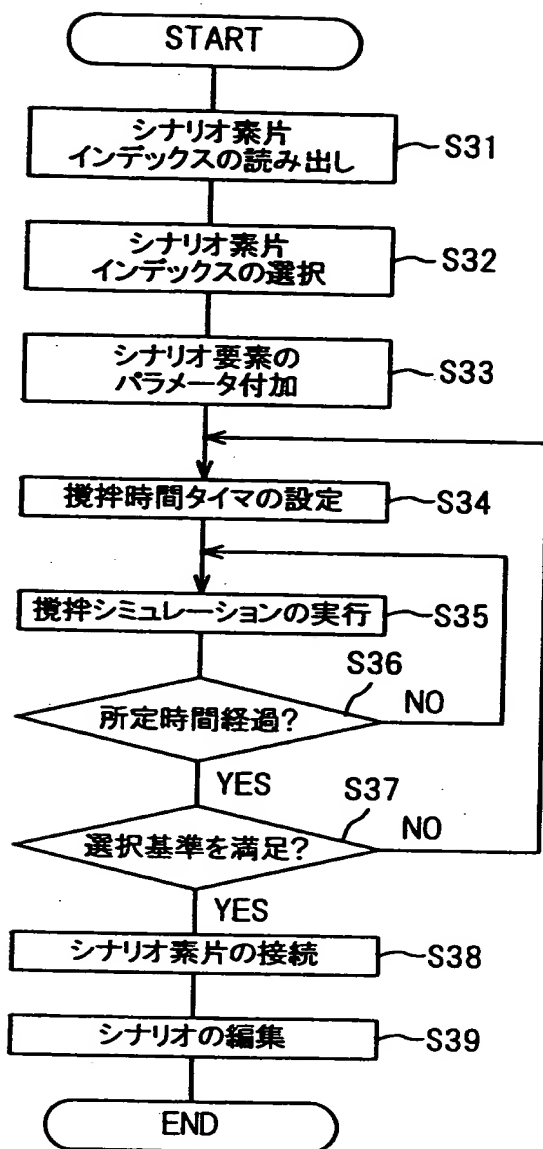 START
シナリオ素片
インデックスの読み出し
S31
シナリオ素片
インデックスの選択
S32
シナリオ要素の
パラメータ付加
S33
撹拌時間タイマの設定
S34
撹拌シミュレーションの実行
S35
S36
所定時間経過?
NO
YES
S37
選択基準を満足?
NO
YES
シナリオ素片の接続
S38
シナリオの編集
S39
END